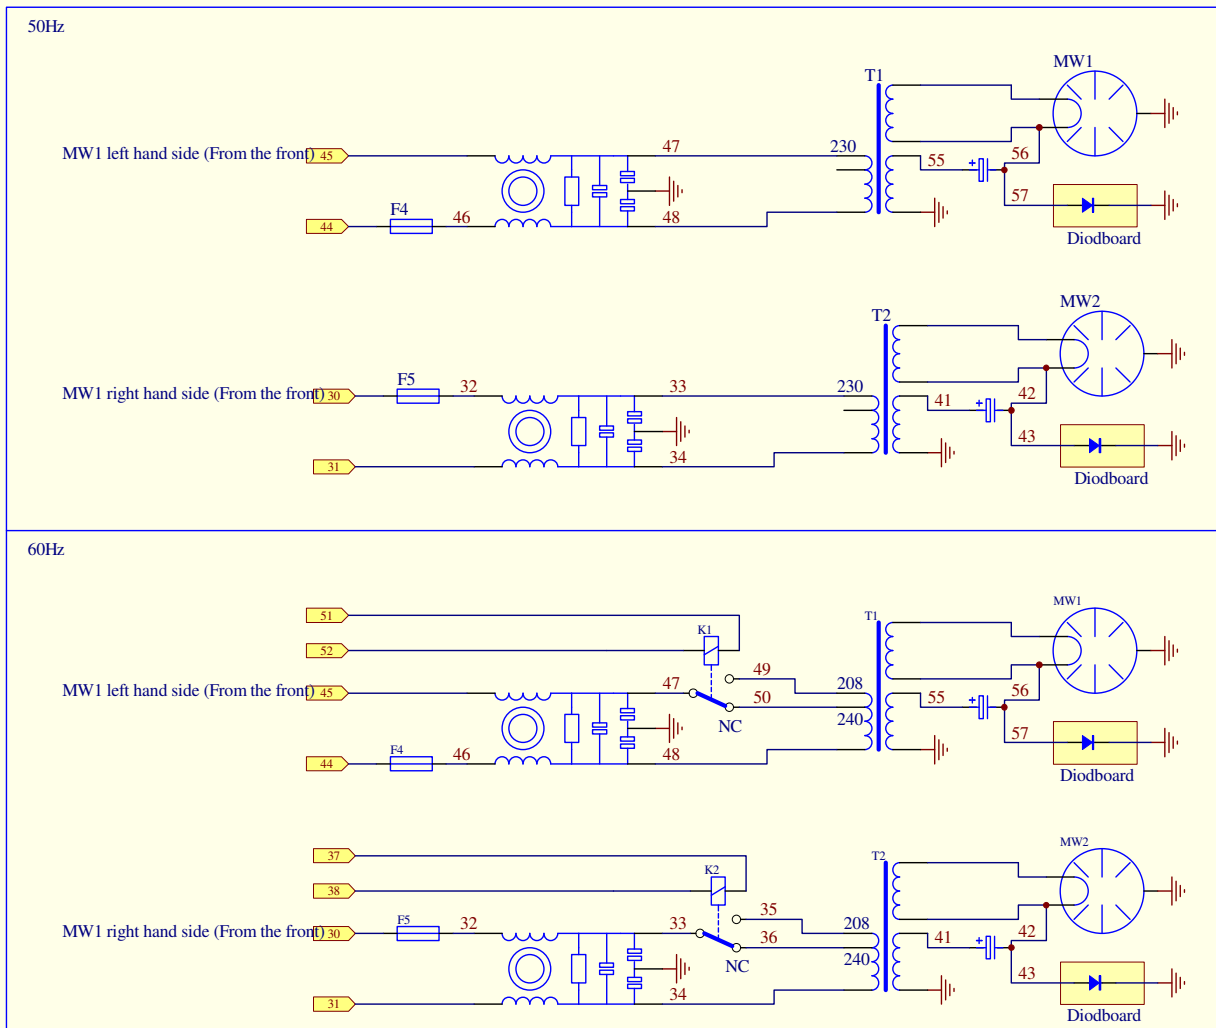 50Hz
MW1
T1
MW1 left hand side (From the front) 45 47 230 55 + 56
F4 57
44 46 48
Diodboard
MW2
T2
F5
MW1 right hand side (From the front) 30 32 33 230 41 + 42
43
31 34
Diodboard
60Hz
51 T1 MW1
K1
52
49
MW1 left hand side (From the front) 45 47 50 208 55 + 56
240
NC 57
F4
44 46 48
Diodboard
37 T2 MW2
K2
38
35
F5 208
MW1 right hand side (From the front) 30 32 33 36 41 + 42
240
NC 43
31 34
Diodboard